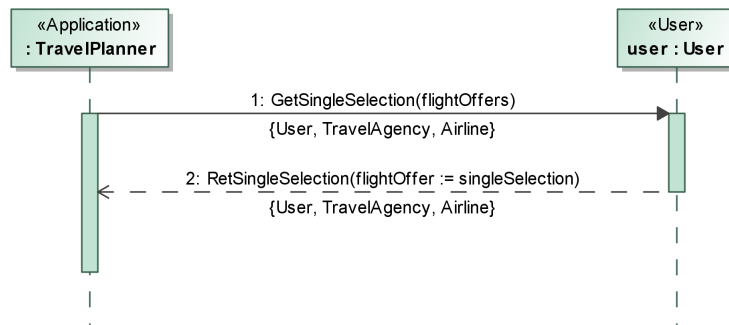 «Application»
: TravelPlanner
«User»
user : User
1: GetSingleSelection(flightOffers)
{User, TravelAgency, Airline}
2: RetSingleSelection(flightOffer := singleSelection)
{User, TravelAgency, Airline}